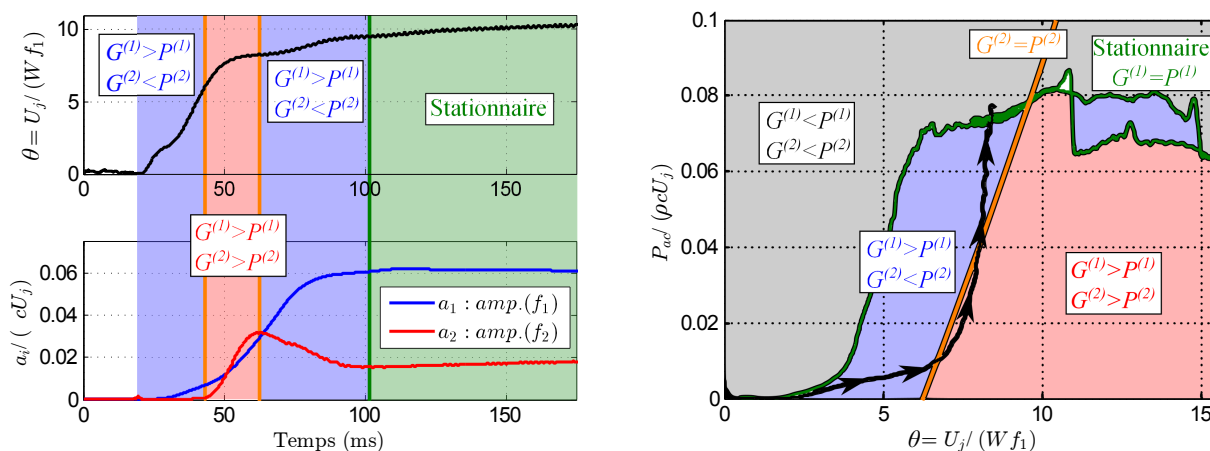 10
5
0
θ=U_j/(Wf_1)
G^(1)>P^(1)
G^(2)<P^(2)
G^(1)>P^(1)
G^(2)<P^(2)
Stationnaire
0 50 100 150
G^(1)>P^(1)
G^(2)>P^(2)
0.06
0.04
0.02
0
a_i/( cU_j)
a_1 : amp.(f_1)
a_2 : amp.(f_2)
0 50 100 150
Temps (ms)
0.1
0.08
0.06
0.04
0.02
0
P_ac/(ρcU_j)
G^(2)=P^(2)
Stationnaire
G^(1)=P^(1)
G^(1)<P^(1)
G^(2)<P^(2)
G^(1)>P^(1)
G^(2)<P^(2)
G^(1)>P^(1)
G^(2)>P^(2)
0 5 10 15
θ=U_j/(Wf_1)